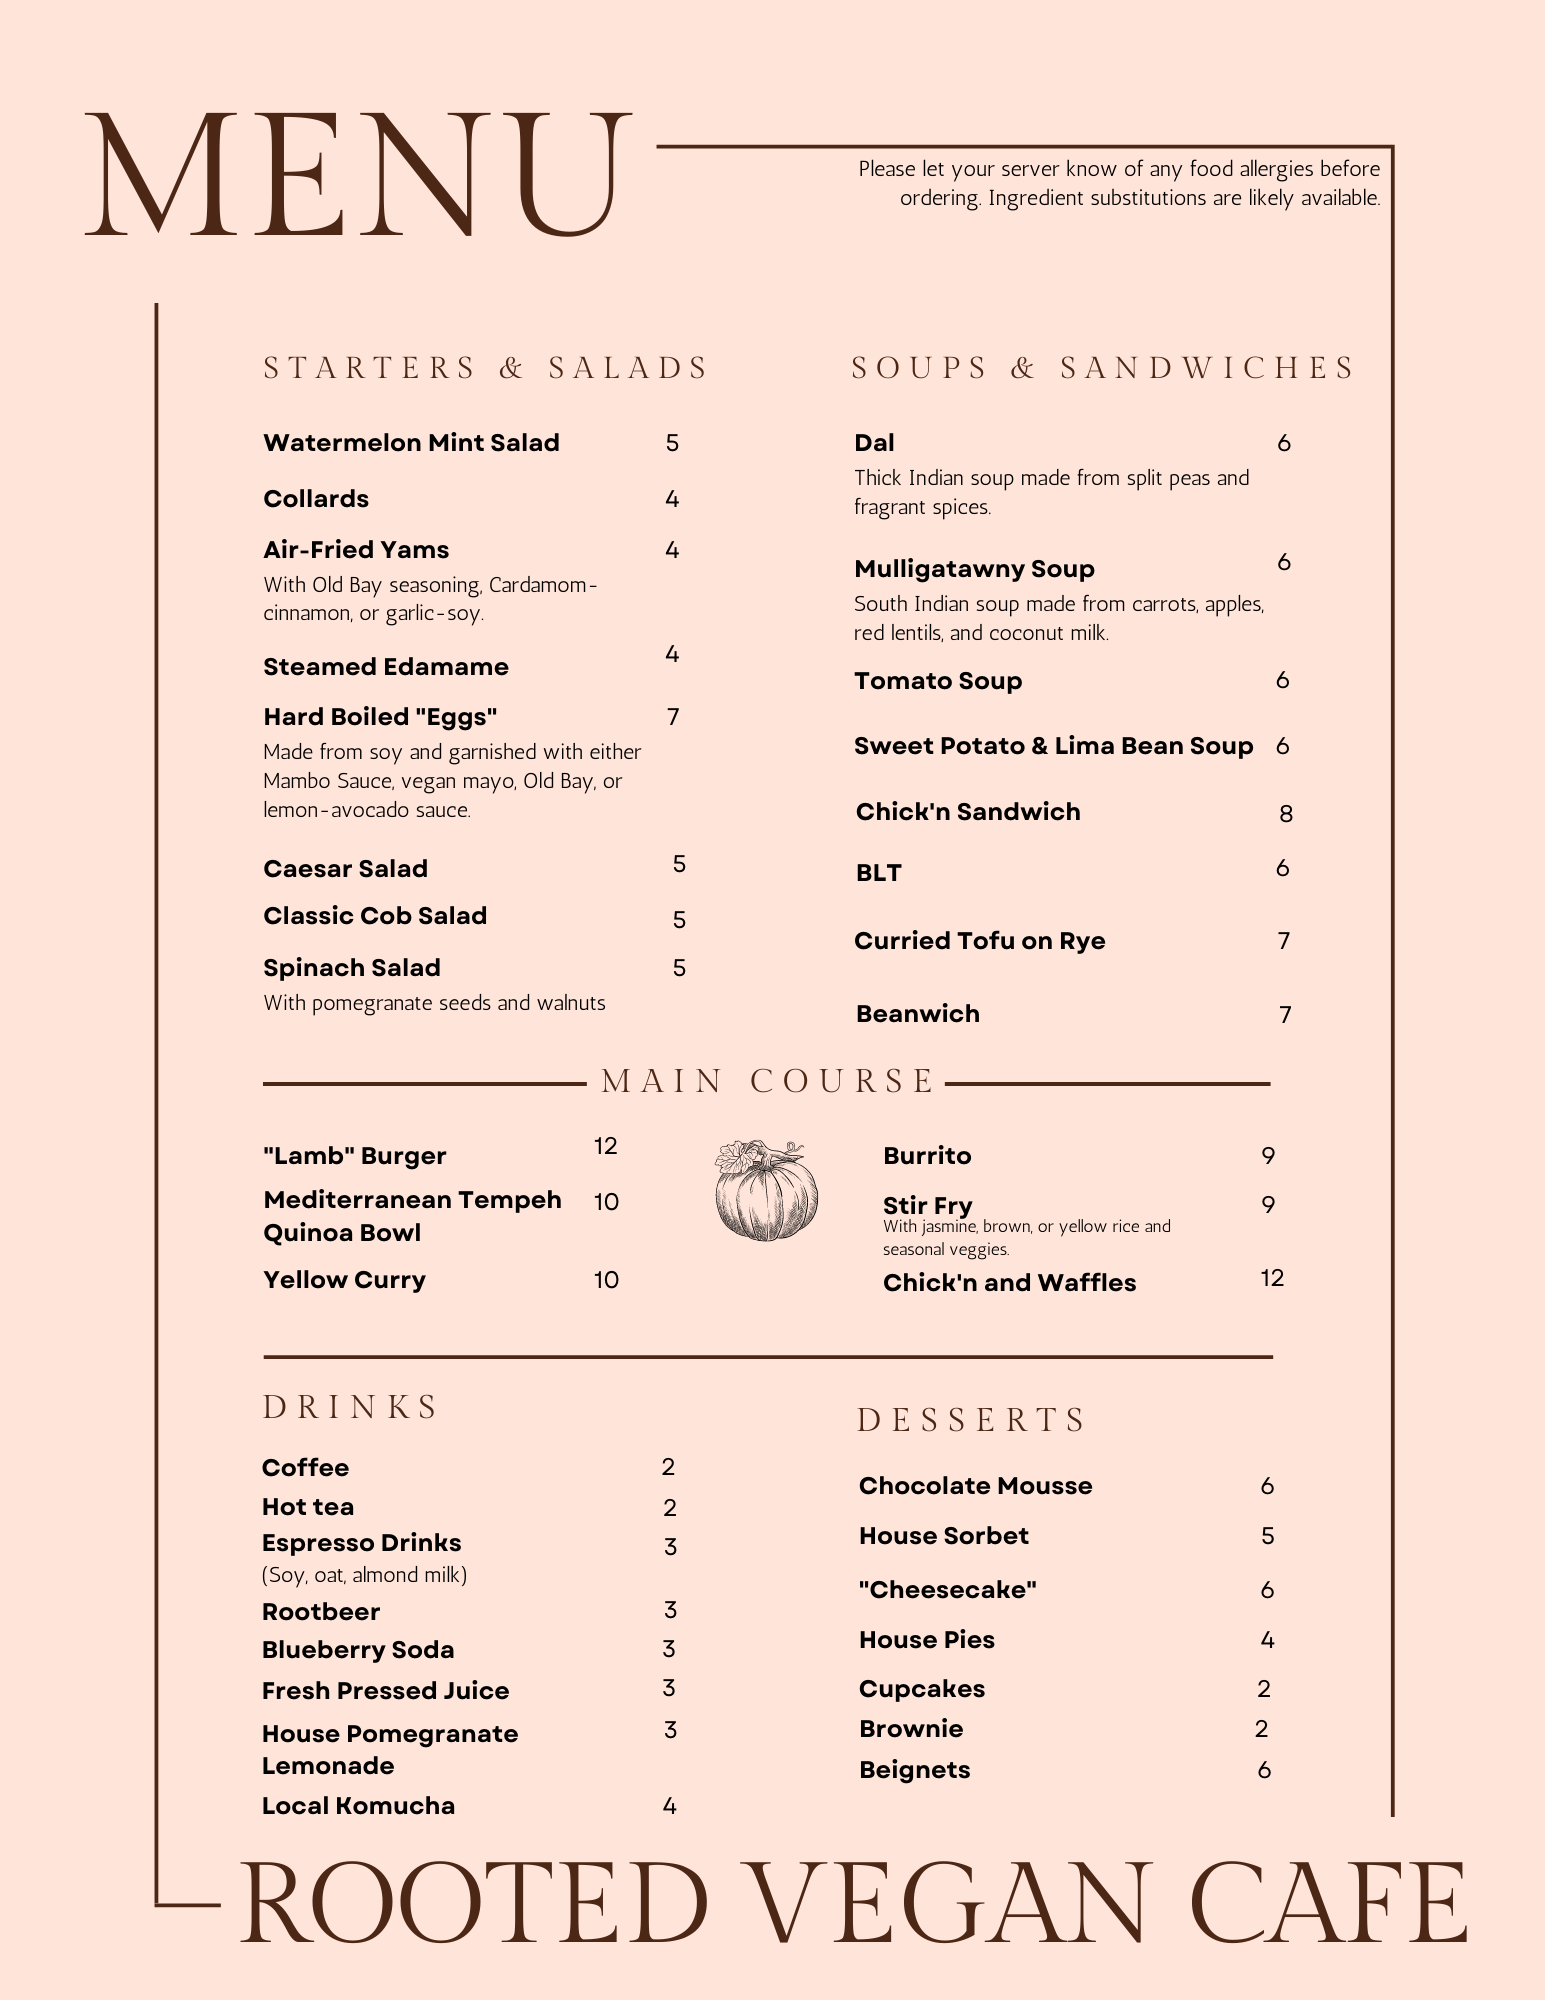 MENU
Please let your server know of any food allergies before
ordering. Ingredient substitutions are likely available.
STARTERS & SALADS
Watermelon Mint Salad 5
Collards 4
Air-Fried Yams 4
With Old Bay seasoning, Cardamom-
cinnamon, or garlic-soy.
Steamed Edamame 4
Hard Boiled "Eggs" 7
Made from soy and garnished with either
Mambo Sauce, vegan mayo, Old Bay, or
lemon-avocado sauce.
Caesar Salad 5
Classic Cob Salad 5
Spinach Salad 5
With pomegranate seeds and walnuts
SOUPS & SANDWICHES
Dal 6
Thick Indian soup made from split peas and
fragrant spices.
Mulligatawny Soup 6
South Indian soup made from carrots, apples,
red lentils, and coconut milk.
Tomato Soup 6
Sweet Potato & Lima Bean Soup 6
Chick'n Sandwich 8
BLT 6
Curried Tofu on Rye 7
Beanwich 7
MAIN COURSE
"Lamb" Burger 12
Mediterranean Tempeh 10
Quinoa Bowl
Yellow Curry 10
Burrito 9
Stir Fry 9
With jasmine, brown, or yellow rice and
seasonal veggies.
Chick'n and Waffles 12
DRINKS
Coffee 2
Hot tea 2
Espresso Drinks 3
(Soy, oat, almond milk)
Rootbeer 3
Blueberry Soda 3
Fresh Pressed Juice 3
House Pomegranate 3
Lemonade
Local Komucha 4
DESSERTS
Chocolate Mousse 6
House Sorbet 5
"Cheesecake" 6
House Pies 4
Cupcakes 2
Brownie 2
Beignets 6
ROOTED VEGAN CAFE